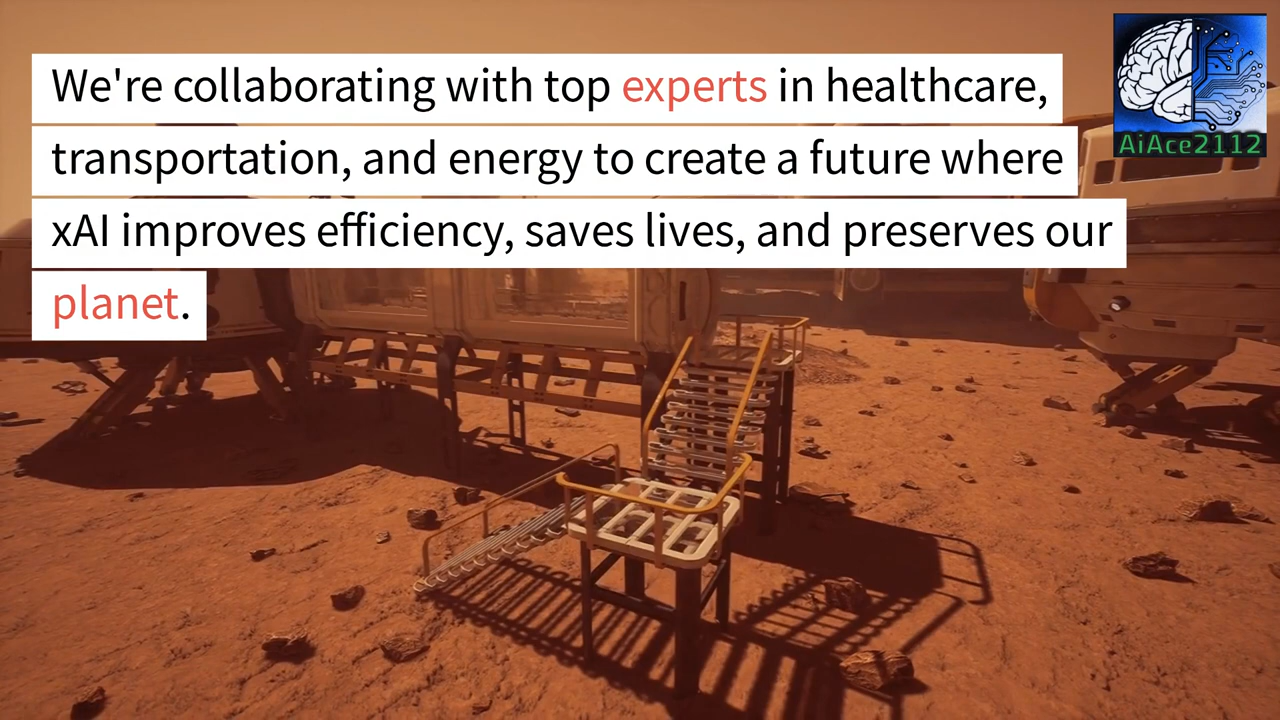 We're collaborating with top experts in healthcare,
transportation, and energy to create a future where
xAI improves efficiency, saves lives, and preserves our
planet.
AiAce2112